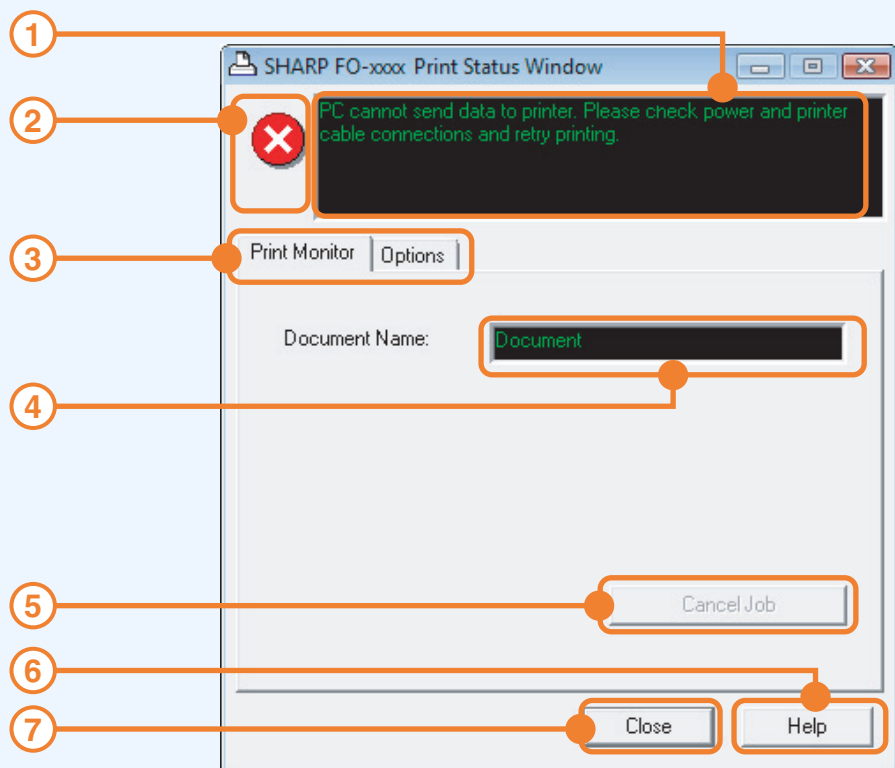 1
SHARP FO-xxxx Print Status Window
2
PC cannot send data to printer. Please check power and printer
cable connections and retry printing.
3
Print Monitor Options
Document Name: Document
4
5
Cancel Job
6
7
Close Help